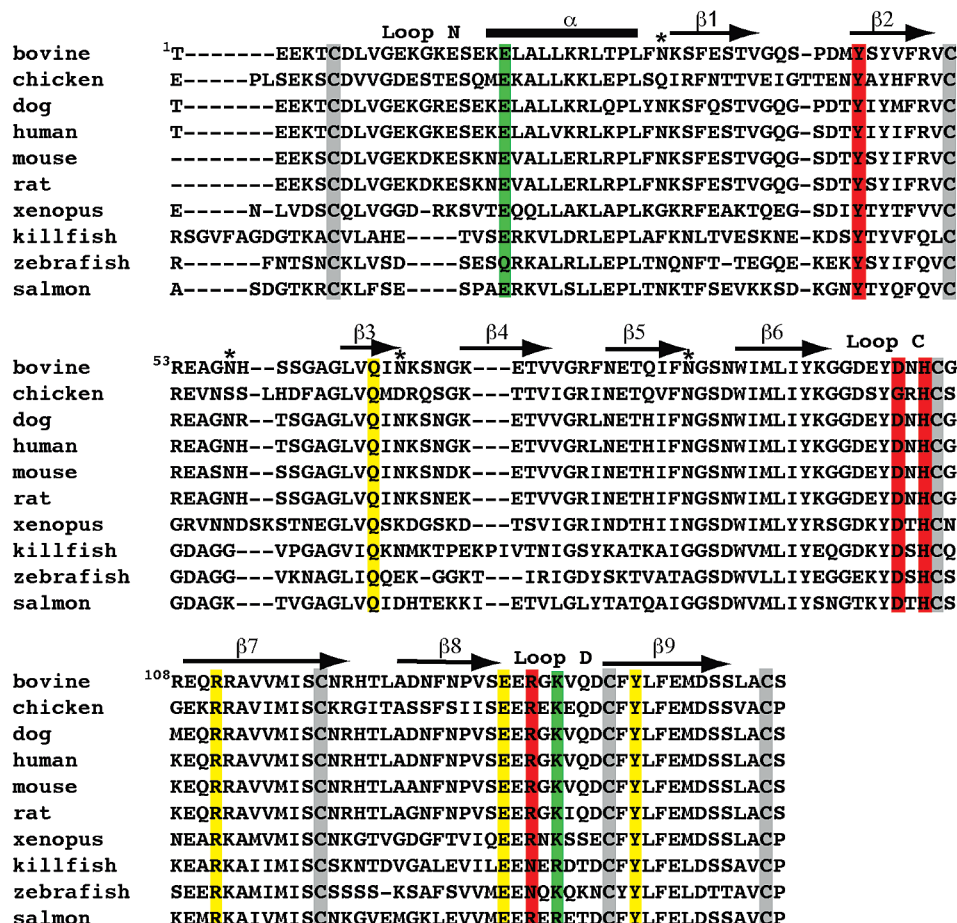 Loop N α β1 β2
* 
bovine 1T-------EEKTCDLVGEKGKESEKELALLKRLTPLFNKSFESTVGQS-PDMYSYVFRVC
chicken E-----PLSEKSCDVVGDESTESQMEKALLKKLEPLSQIRFNTTVEIGTTENYAYHFRVC
dog T-------EEKTCDLVGEKGRESEKELALLKRLQPLYNKSFQSTVGQG-PDTYIYMFRVC
human T-------EEKTCDLVGEKGKESEKELALVKRLKPLFNKSFESTVGQG-SDTYIYIFRVC
mouse --------EEKSCDLVGEKDKESKNEVALLERLRPLFNKSFESTVGQG-SDTYSYIFRVC
rat --------EEKSCDLVGEKDKESKNEVALLERLRPLFNKSFESTVGQG-SDTYSYIFRVC
xenopus E-----N-LVDSCQLVGGD-RKSVTEQQLLAKLAPLKGKRFEAKTQEG-SDIYTYTFVVC
killfish RSGVFAGDGTKACVLAHE----TVSERKVLDRLEPLAFKNLTVESKNE-KDSYTYVFQLC
zebrafish R------FNTSNCKLVSD----SESQRKALRLLEPLTNQNFT-TEGQE-KEKYSYIFQVC
salmon A-----SDGTKRCKLFSE----SPAERKVLSLLEPLTNKTFSEVKKSD-KGNYTYQFQVC
β3 β4 β5 β6 Loop C
* * *
bovine 53REAGNH--SSGAGLVQINKSNGK---ETVVGRFNETQIFNGSNWIMLIYKGGDEYDNHCG
chicken REVNSS-LHDFAGLVQMDRQSGK---TTVIGRINETQVFNGSNWIMLIYKGGDSYGRHCS
dog REAGNR--TSGAGLVQINKSNGK---ETVVGRLNETHIFNGSNWIMLIYKGGDEYDNHCG
human REAGNH--TSGAGLVQINKSNGK---ETVVGRLNETHIFNGSNWIMLIYKGGDEYDNHCG
mouse REASNH--SSGAGLVQINKSNDK---ETVVGRINETHIFNGSNWIMLIYKGGDEYDNHCG
rat REAGNH--SSGAGLVQINKSNEK---ETVVGRINETHIFNGSNWIMLIYKGGDEYDNHCG
xenopus GRVNNDSKSTNEGLVQSKDGSKD---TSVIGRINDTHIINGSDWIMLYYRSGDKYDTHCN
killfish GDAGG---VPGAGVIQKNMKTPEKPIVTNIGSYKATKAIGGSDWVMLIYEQGDKYDSHCQ
zebrafish GDAGG---VKNAGLIQQEK-GGKT---IRIGDYSKTVATAGSDWVLLIYEGGEKYDSHCS
salmon GDAGK---TVGAGLVQIDHTEKKI---ETVLGLYTATQAIGGSDWVMLIYSNGTKYDTHCS
β7 β8 Loop D β9
bovine 108REQRRAVVMISCNRHTLADNFNPVSEERGKVQDCFYLFEMDSSLACS
chicken GEKRRAVIMISCKRGITASSFSIISEEREKEQDCFYLFEMDSSVACP
dog MEQRRAVVMISCNRHTLADNFNPVSEERGKVQDCFYLFEMDSSLACS
human KEQRRAVVMISCNRHTLADNFNPVSEERGKVQDCFYLFEMDSSLACS
mouse KEQRRAVVMISCNRHTLAANFNPVSEERGKVQDCFYLFEMDSSLACS
rat KEQRRAVVMISCNRHTLAGNFNPVSEERGKIQDCFYLFEMDSSLACS
xenopus NEARKAMVMISCNKGTVGDGFTVIQEERNKSSECFYLFEMDSSLACP
killfish KEARKAIIMISCSKNTDVGALEVILEENERDTDCFYLFELDSSAVCP
zebrafish SEERKAMIMISCSSSS-KSAFSVVMEENQKQKNCYYLFELDTTAVCP
salmon KEMRKAIVMISCNKGVEMGKLEVVMEERERETDCFYLFELDSSAVCP